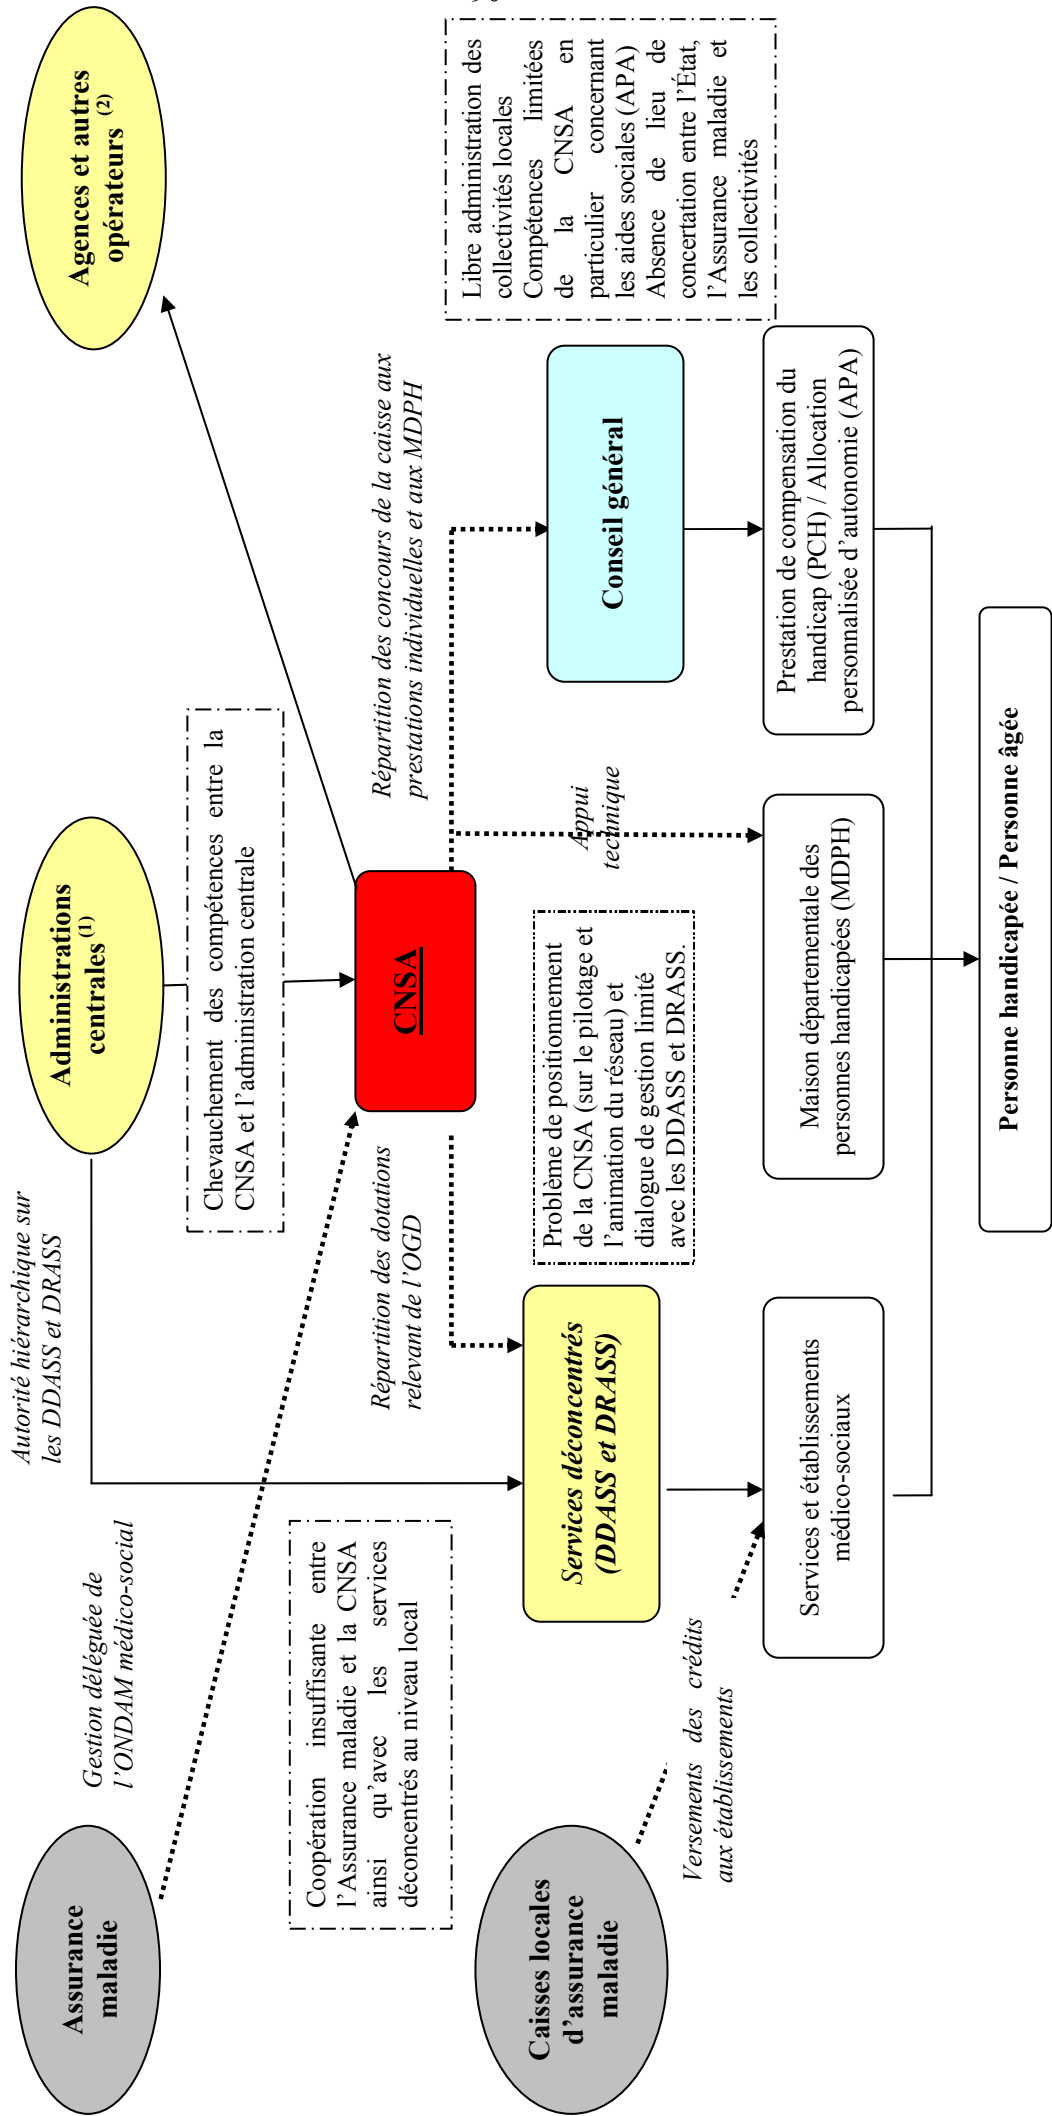 Assurance
maladie
Gestion déléguée de
l'ONDAM médico-social
Autorité hiérarchique sur
les DDASS et DRASS
Administrations
centrales (1)
Agences et autres
opérateurs (2)
Chevauchement des compétences entre la
CNSA et l'administration centrale
Coopération insuffisante entre
l'Assurance maladie et la CNSA
ainsi qu'avec les services
déconcentrés au niveau local
Répartition des dotations
relevant de l'OGD
CNSA
Répartition des concours de la caisse aux
prestations individuelles et aux MDPH
Libre administration des
collectivités locales
Compétences limitées
de la CNSA en
particulier concernant
les aides sociales (APA)
Absence de lieu de
concertation entre l'État,
l'Assurance maladie et
les collectivités
Caisses locales
d'assurance
maladie
Services déconcentrés
(DDASS et DRASS)
Problème de positionnement
de la CNSA (sur le pilotage et
l'animation du réseau) et
dialogue de gestion limité
avec les DDASS et DRASS.
Appui
technique
Conseil général
Versements des crédits
aux établissements
Services et établissements
médico-sociaux
Maison départementale des
personnes handicapées (MDPH)
Prestation de compensation du
handicap (PCH) / Allocation
personnalisée d'autonomie (APA)
Personne handicapée / Personne âgée